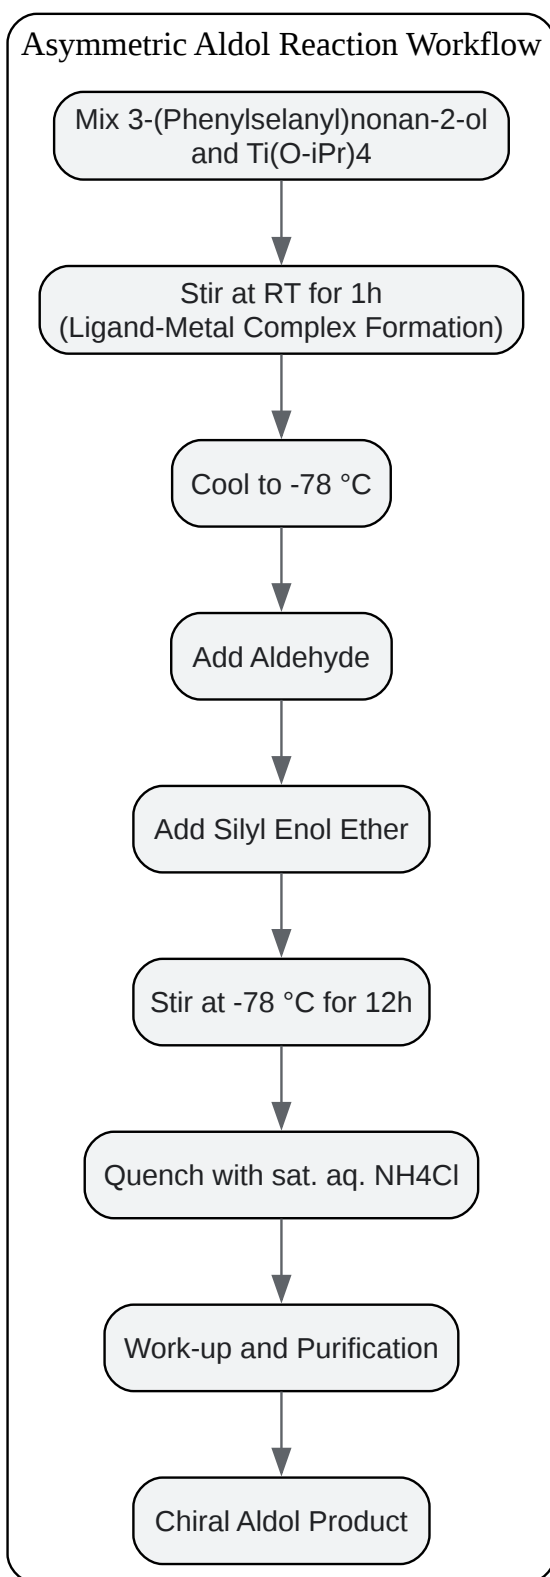 Asymmetric Aldol Reaction Workflow
Mix 3-(Phenylselanyl)nonan-2-ol
and Ti(O-iPr)4
Stir at RT for 1h
(Ligand-Metal Complex Formation)
Cool to -78 °C
Add Aldehyde
Add Silyl Enol Ether
Stir at -78 °C for 12h
Quench with sat. aq. NH4Cl
Work-up and Purification
Chiral Aldol Product